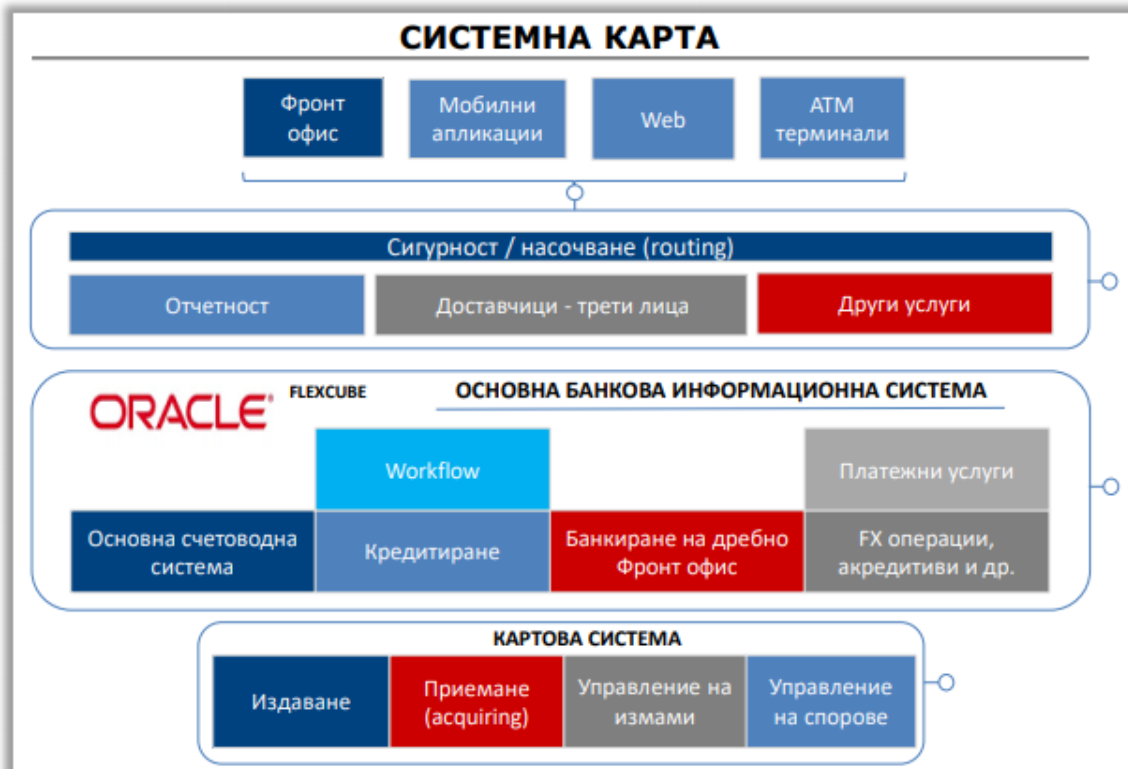 СИСТЕМНА КАРТА
Фронт
офис
Мобилни
апликации
Web
АТМ
терминали
Сигурност / насочване (routing)
Отчетност
Доставчици - трети лица
Други услуги
ORACLE®
FLEXCUBE
ОСНОВНА БАНКОВА ИНФОРМАЦИОННА СИСТЕМА
Workflow
Платежни услуги
Основна счетоводна
система
Кредитиране
Банкиране на дребно
Фронт офис
FX операции,
акредитиви и др.
КАРТОВА СИСТЕМА
Издаване
Приемане
(acquiring)
Управление на
измами
Управление
на спорове